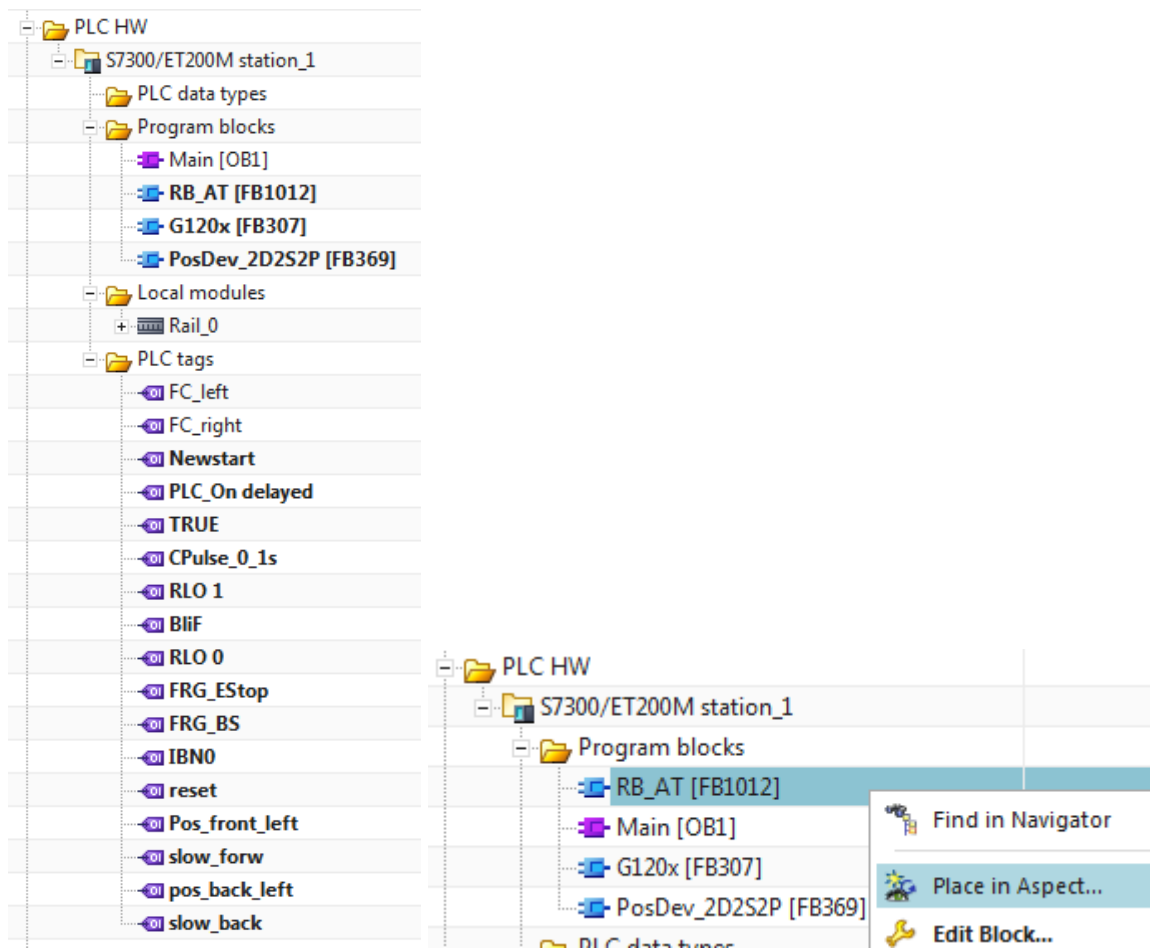 PLC HW
S7300/ET200M station_1
PLC data types
Program blocks
Main [OB1]
RB_AT [FB1012]
G120x [FB307]
PosDev_2D2S2P [FB369]
Local modules
Rail_0
PLC tags
FC_left
FC_right
Newstart
PLC_On delayed
TRUE
CPulse_0_1s
RLO 1
BliF
RLO 0
FRG_EStop
FRG_BS
IBN0
reset
Pos_front_left
slow_forw
pos_back_left
slow_back
PLC HW
S7300/ET200M station_1
Program blocks
RB_AT [FB1012]
Main [OB1]
G120x [FB307]
PosDev_2D2S2P [FB369]
PLC data types
Find in Navigator
Place in Aspect...
Edit Block...